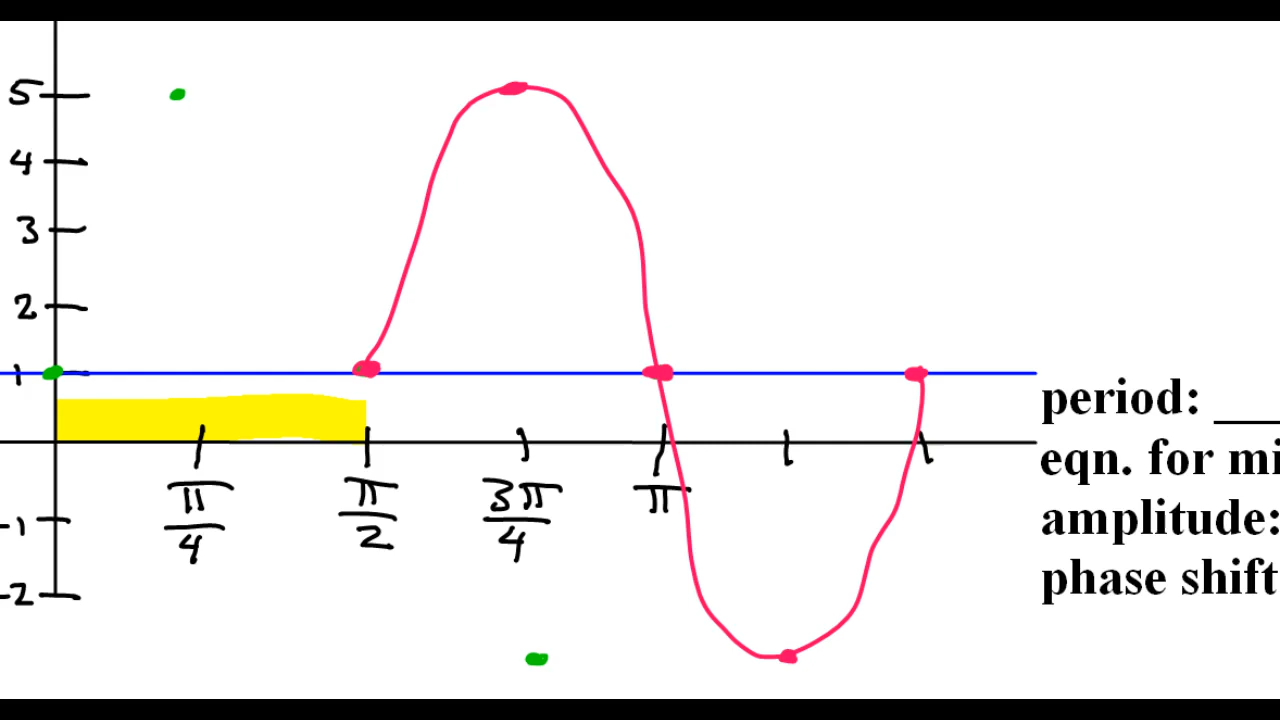 5
4
3
2
1
π/4 π/2 3π/4 π
-1
-2
period: ___
eqn. for mi
amplitude:
phase shift